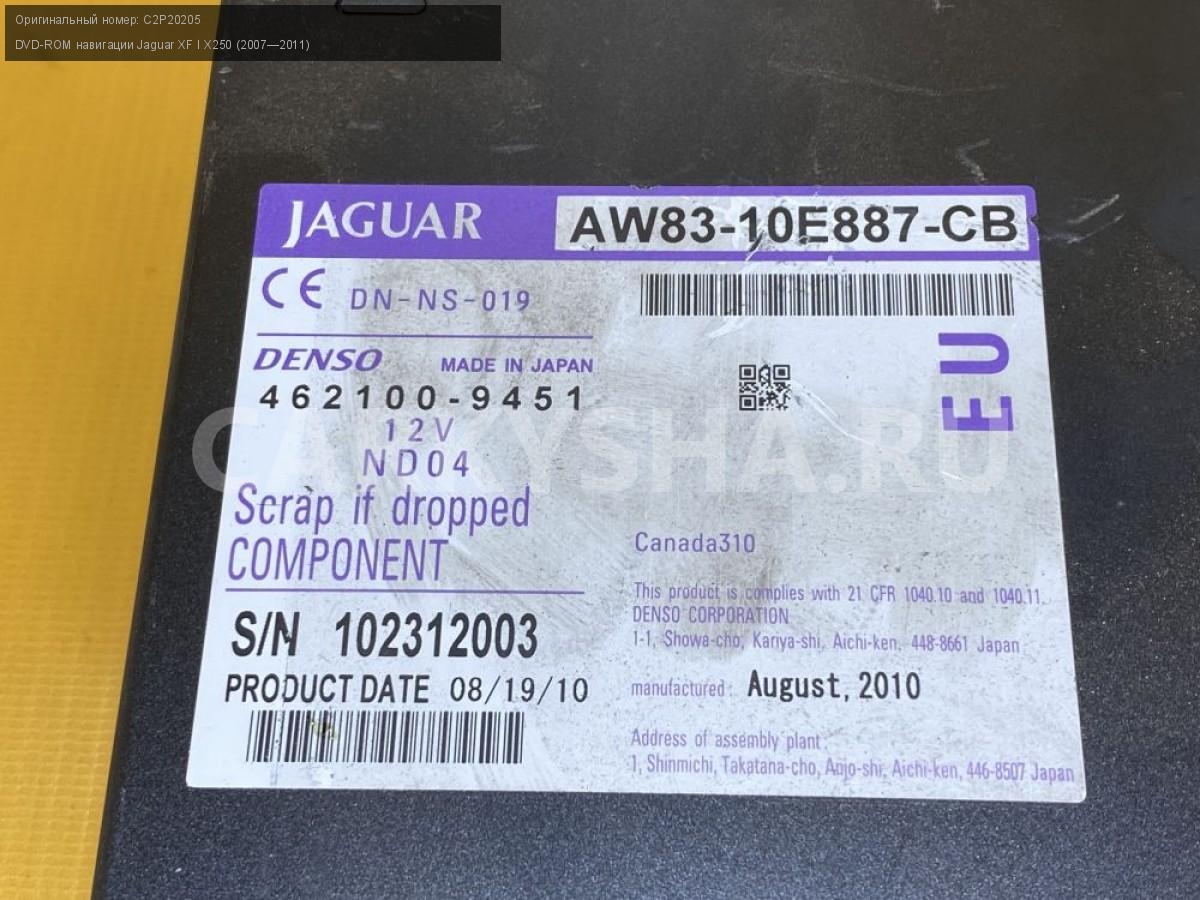 Оригинальный номер: C2P20205
DVD-ROM навигации Jaguar XF I X250 (2007—2011)
JAGUAR
AW83-10E887-CB
CE DN-NS-019
DENSO MADE IN JAPAN
462100-9451
12V
ND04
Scrap if dropped
COMPONENT
S/N 102312003
PRODUCT DATE 08/19/10
EU
CARKYSHA.RU
Canada310
This product is complies with 21 CFR 1040.10 and 1040.11.
DENSO CORPORATION
1-1, Showa-cho, Kariya-shi, Aichi-ken, 448-8661 Japan
manufactured: August, 2010
Address of assembly plant:
1, Shinmichi, Takatana-cho, Anjo-shi, Aichi-ken, 446-8507 Japan